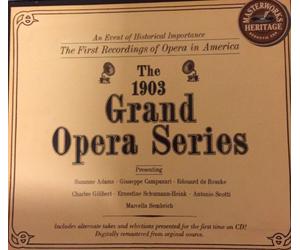 An Event of Historical Importance
The First Recordings of Opera in America
MASTERWORKS
HERITAGE
The
1903
Grand
Opera Series
Presenting
Suzanne Adams · Giuseppe Campanari · Edouard de Reszke
Charles Gilibert · Ernestine Schumann-Heink · Antonio Scotti
Marcella Sembrich
Includes alternate takes and selections presented for the first time on CD!
Digitally remastered from original source.